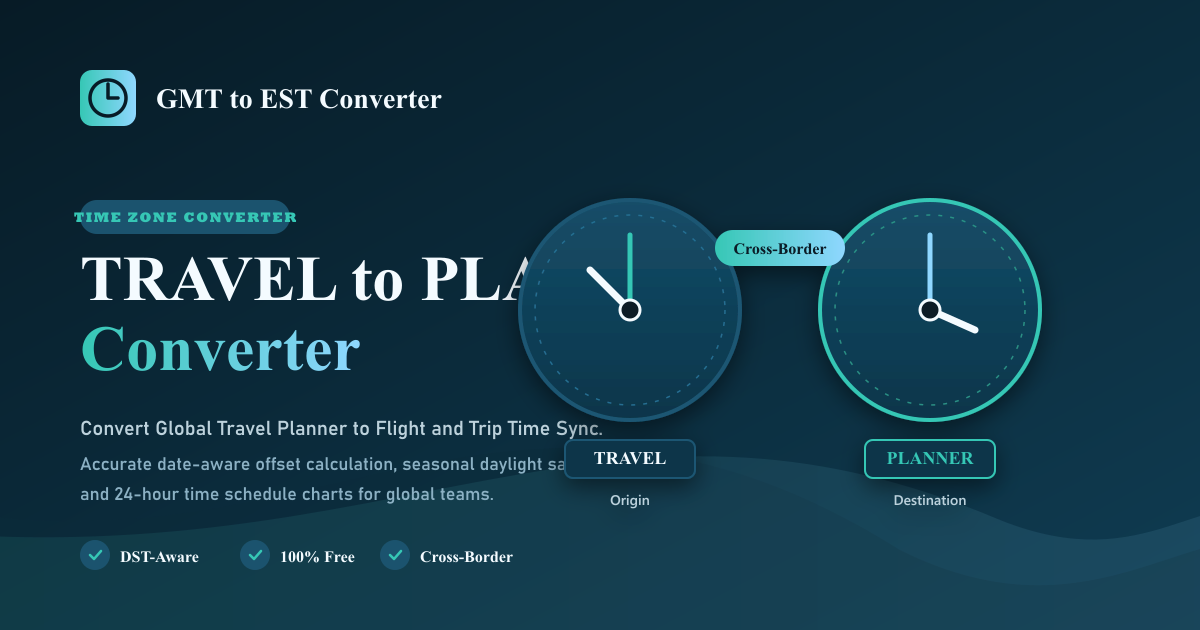 GMT to EST Converter
TIME ZONE CONVERTER
TRAVEL to PLA
Converter
Convert Global Travel Planner to Flight and Trip Time Sync.
Accurate date-aware offset calculation, seasonal daylight sa
and 24-hour time schedule charts for global teams.
DST-Aware
100% Free
Cross-Border
Cross-Border
TRAVEL
Origin
PLANNER
Destination